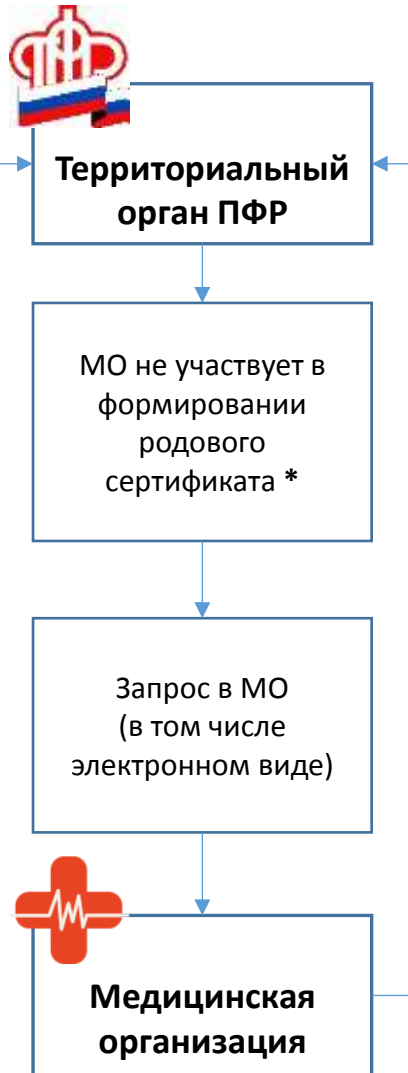 Территориальный
орган ПФР
МО не участвует в
формировании
родового
сертификата *
Запрос в МО
(в том числе
электронном виде)
Медицинская
организация